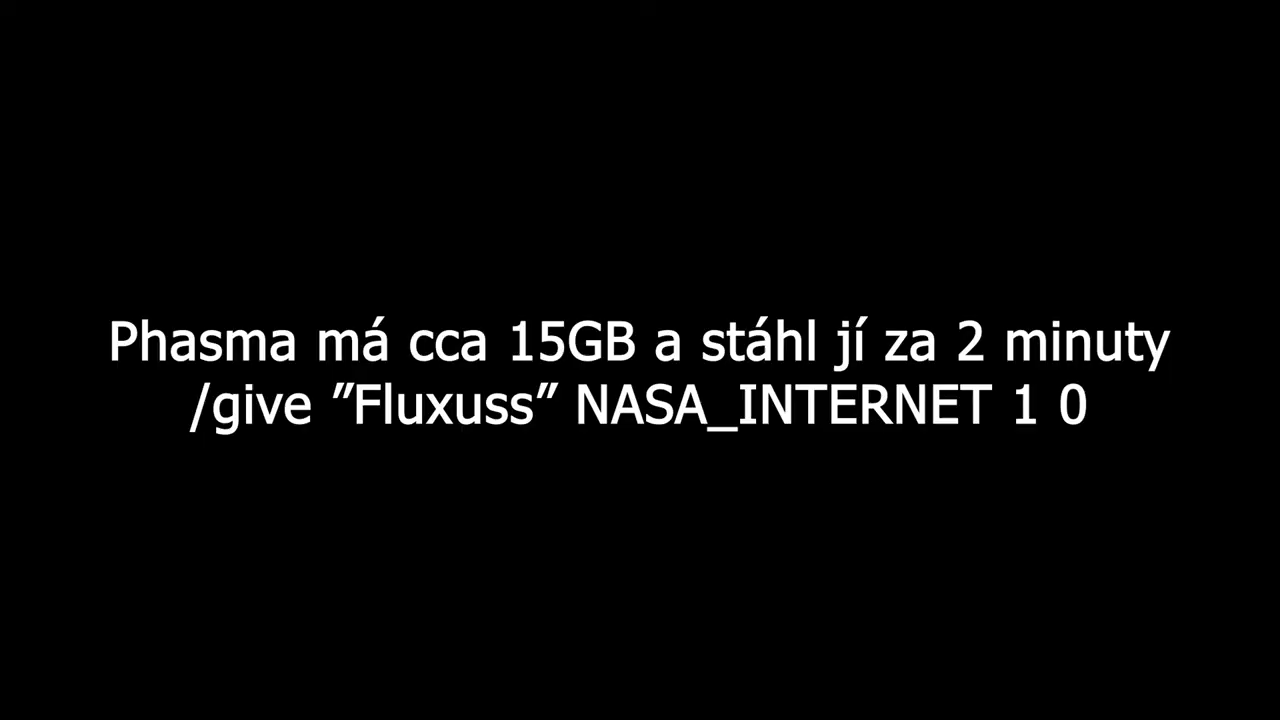 Phasma má cca 15GB a stáhl jí za 2 minuty
/give ”Fluxuss” NASA_INTERNET 1 0